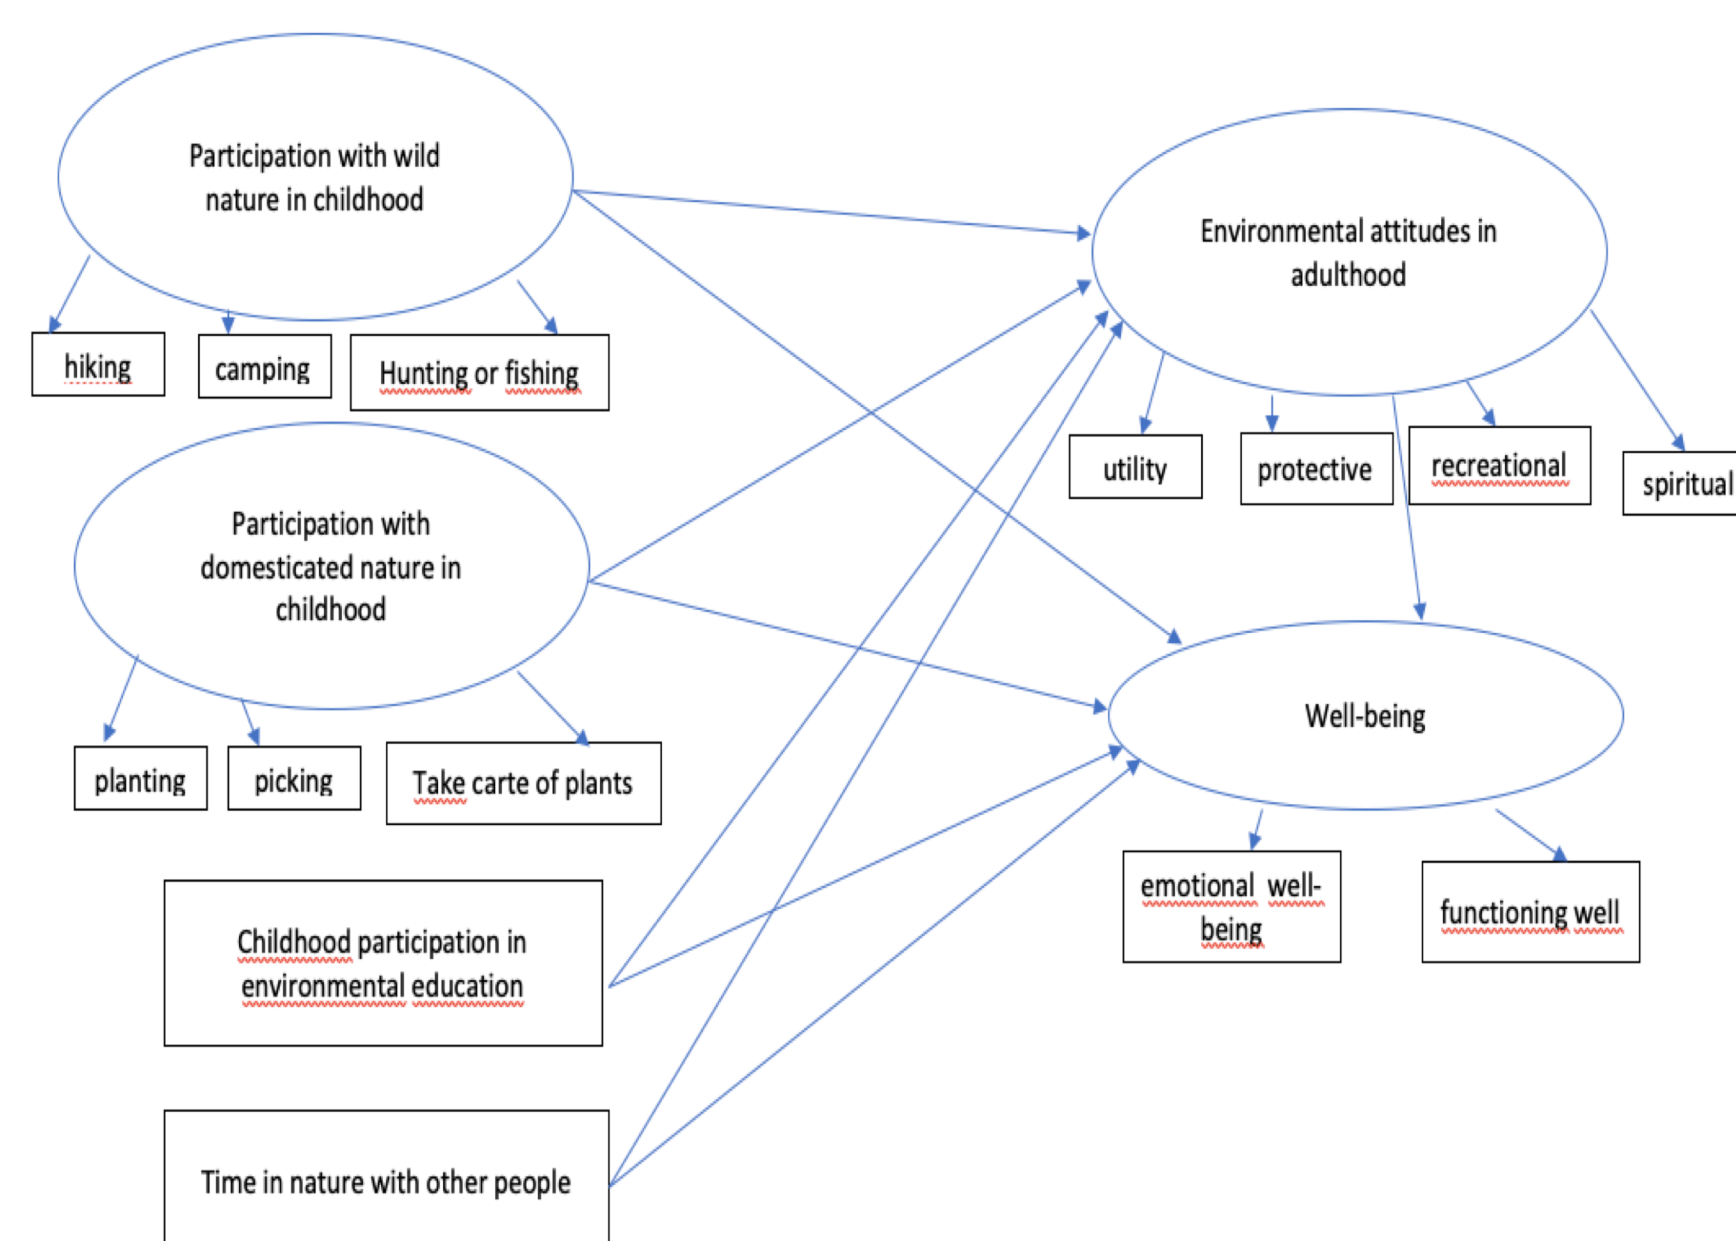 Participation with wild
nature in childhood
hiking
camping
Hunting or fishing
Participation with
domesticated nature in
childhood
planting
picking
Take carte of plants
Childhood participation in
environmental education
Time in nature with other people
Environmental attitudes in
adulthood
utility
protective
recreational
spiritual
Well-being
emotional well-
being
functioning well